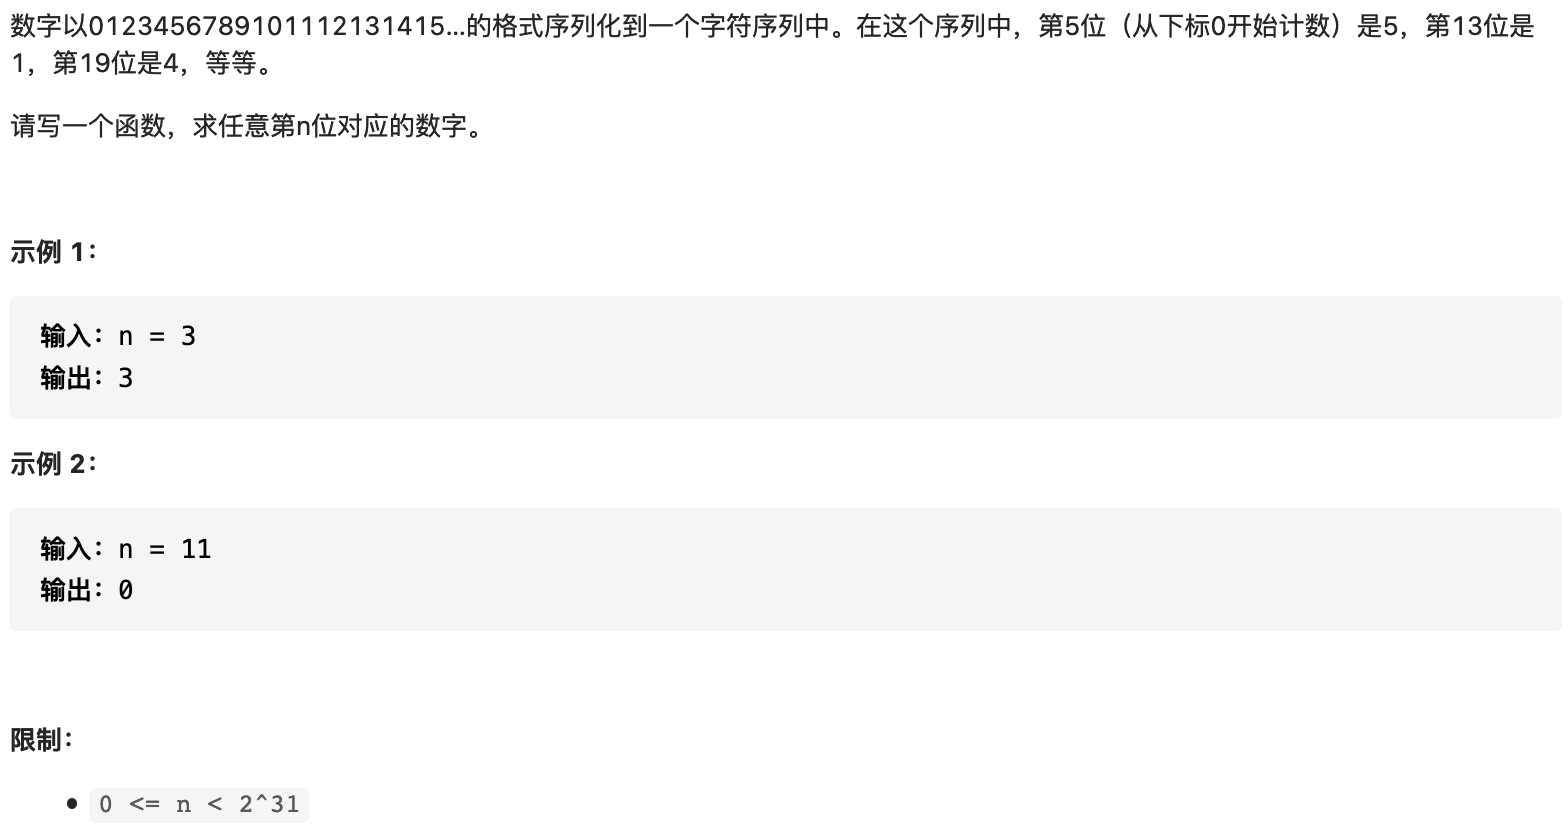 数字以0123456789101112131415…的格式序列化到一个字符序列中。在这个序列中，第5位（从下标0开始计数）是5，第13位是
1，第19位是4，等等。
请写一个函数，求任意第n位对应的数字。
示例 1：
输入：n = 3
输出：3
示例 2：
输入：n = 11
输出：0
限制：
• 0 <= n < 2^31